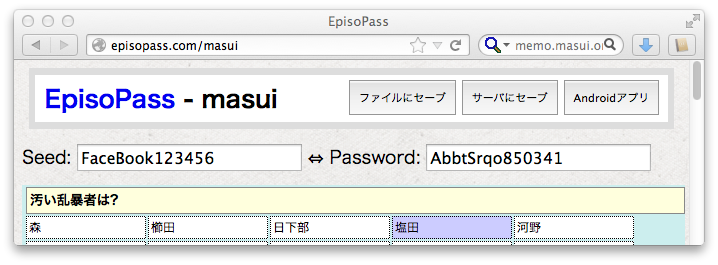 EpisoPass
episopass.com/masui
memo.masui.or
EpisoPass - masui
ファイルにセーブ
サーバにセーブ
Androidアプリ
Seed: FaceBook123456 ⇔ Password: AbbtSrqo850341
汚い乱暴者は?
森 櫛田 日下部 塩田 河野